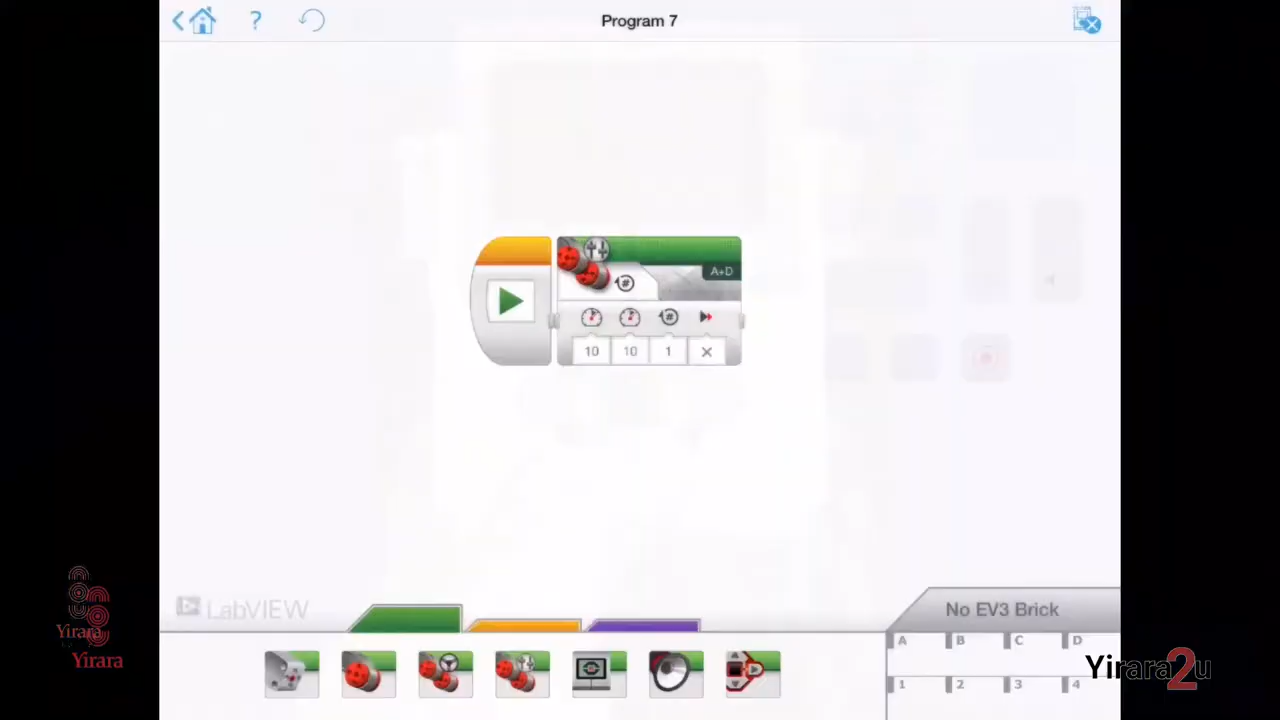 ?
Program 7
A+D
#
#
10 10 1 ×
LabVIEW
No EV3 Brick
A B C D
1 2 3 4
Yirara
Yirara
Yirara2u